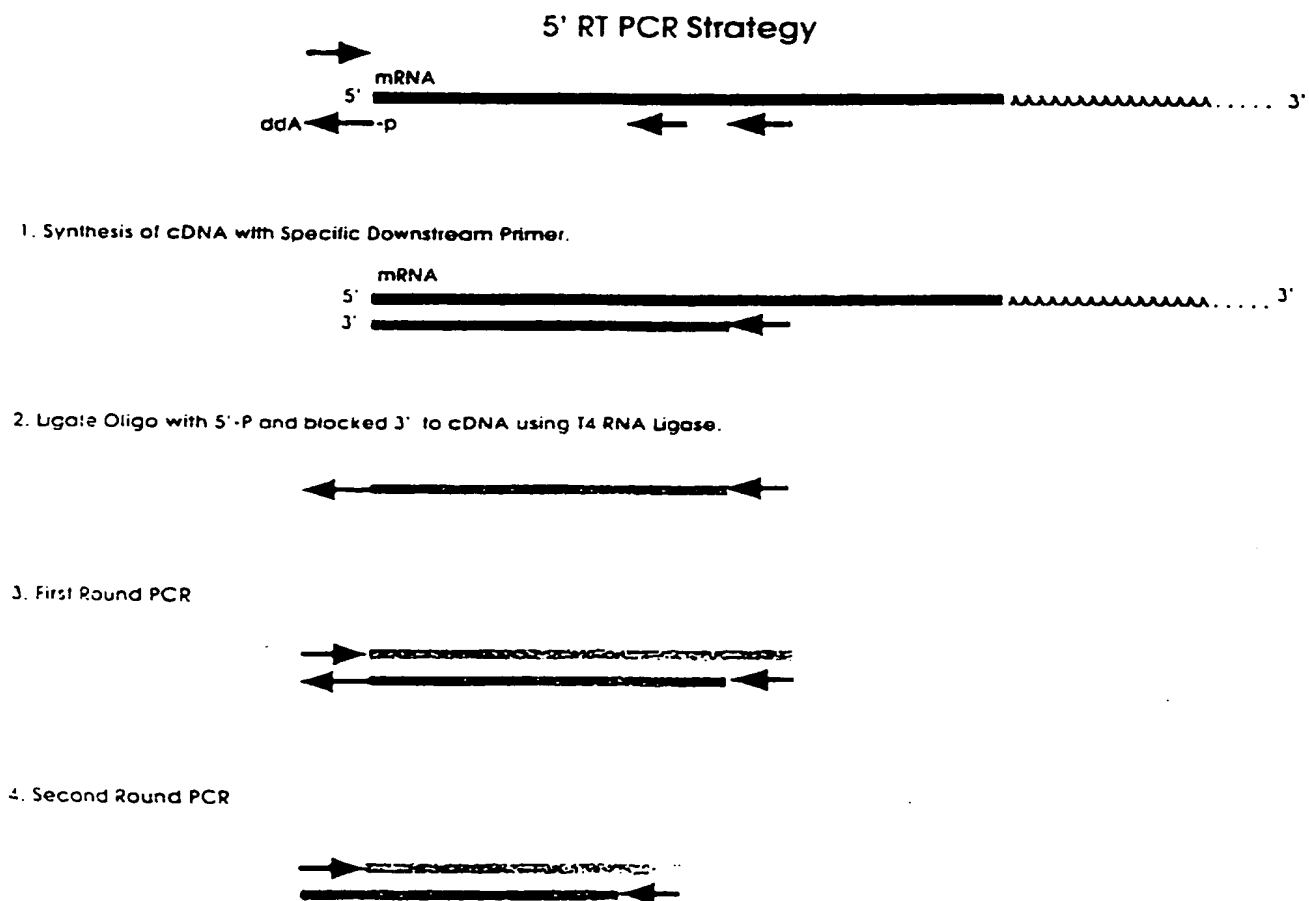 5' RT PCR Strategy
mRNA
5' AAAAAAAAAAAAAAAA..... 3'
ddA -p
1. Synthesis of cDNA with Specific Downstream Primer.
mRNA
5' AAAAAAAAAAAAAAAA..... 3'
3'
2. Ligate Oligo with 5'-P and blocked 3' to cDNA using T4 RNA Ligase.
3. First Round PCR
4. Second Round PCR